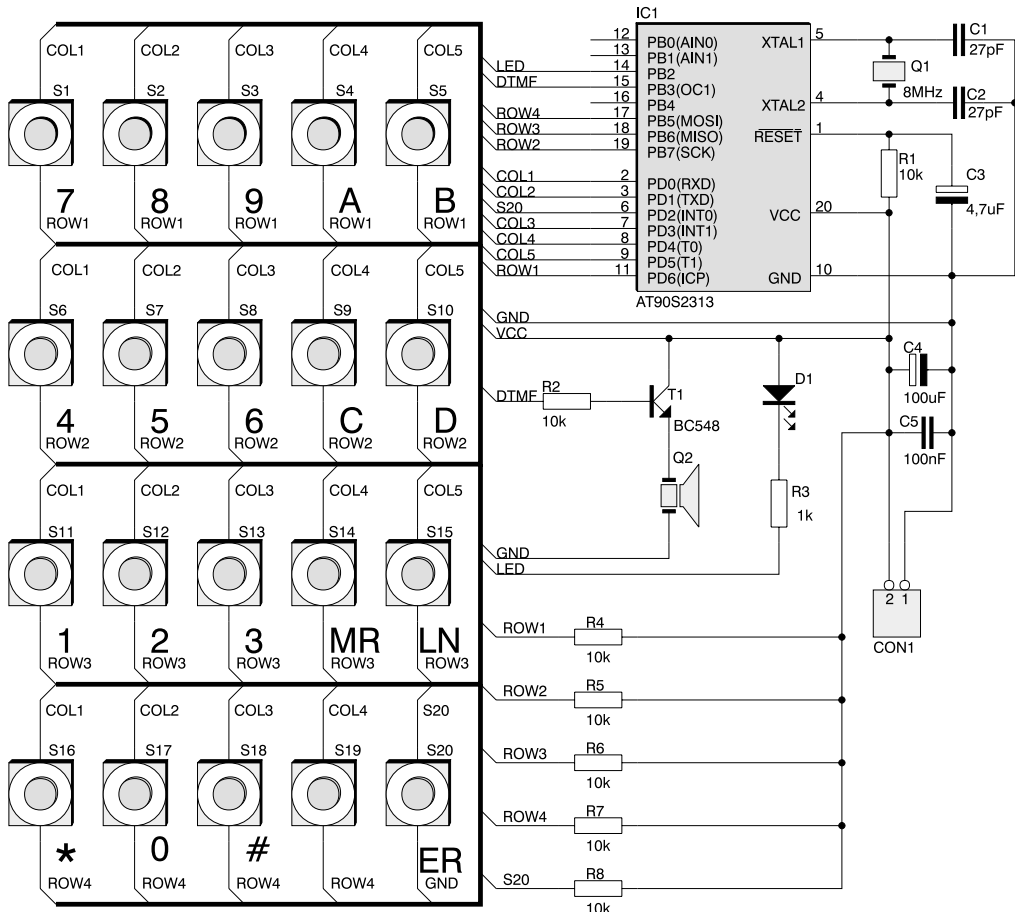 COL1 COL2 COL3 COL4 COL5
S1 S2 S3 S4 S5
7 8 9 A B
ROW1 ROW1 ROW1 ROW1 ROW1
COL1 COL2 COL3 COL4 COL5
S6 S7 S8 S9 S10
4 5 6 C D
ROW2 ROW2 ROW2 ROW2 ROW2
COL1 COL2 COL3 COL4 COL5
S11 S12 S13 S14 S15
1 2 3 MR LN
ROW3 ROW3 ROW3 ROW3 ROW3
COL1 COL2 COL3 COL4 S20
S16 S17 S18 S19 S20
* 0 # ER
ROW4 ROW4 ROW4 ROW4 GND
IC1
12 PB0(AIN0) XTAL1 5
13 PB1(AIN1)
LED 14 PB2
DTMF 15 PB3(OC1)
16 PB4 XTAL2 4
ROW4 17 PB5(MOSI)
ROW3 18 PB6(MISO) RESET 1
ROW2 19 PB7(SCK)
COL1 2 PD0(RXD)
COL2 3 PD1(TXD)
S20 6 PD2(INT0) VCC 20
COL3 7 PD3(INT1)
COL4 8 PD4(T0)
COL5 9 PD5(T1)
ROW1 11 PD6(ICP) GND 10
AT90S2313
C1
27pF
Q1
8MHz
C2
27pF
R1
10k
C3
4,7uF
GND
VCC
C4
100uF
C5
100nF
DTMF R2
10k
T1
BC548
D1
Q2
R3
1k
GND
LED
2 1
CON1
ROW1 R4
10k
ROW2 R5
10k
ROW3 R6
10k
ROW4 R7
10k
S20 R8
10k